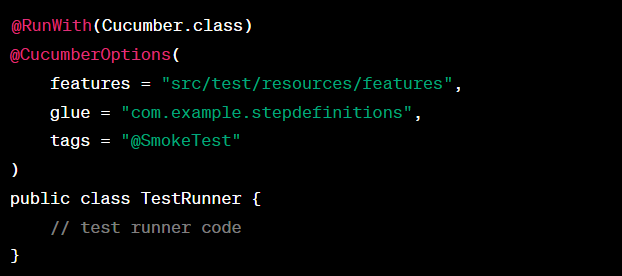 @RunWith(Cucumber.class)
@CucumberOptions(
    features = "src/test/resources/features",
    glue = "com.example.stepdefinitions",
    tags = "@SmokeTest"
)
public class TestRunner {
    // test runner code
}